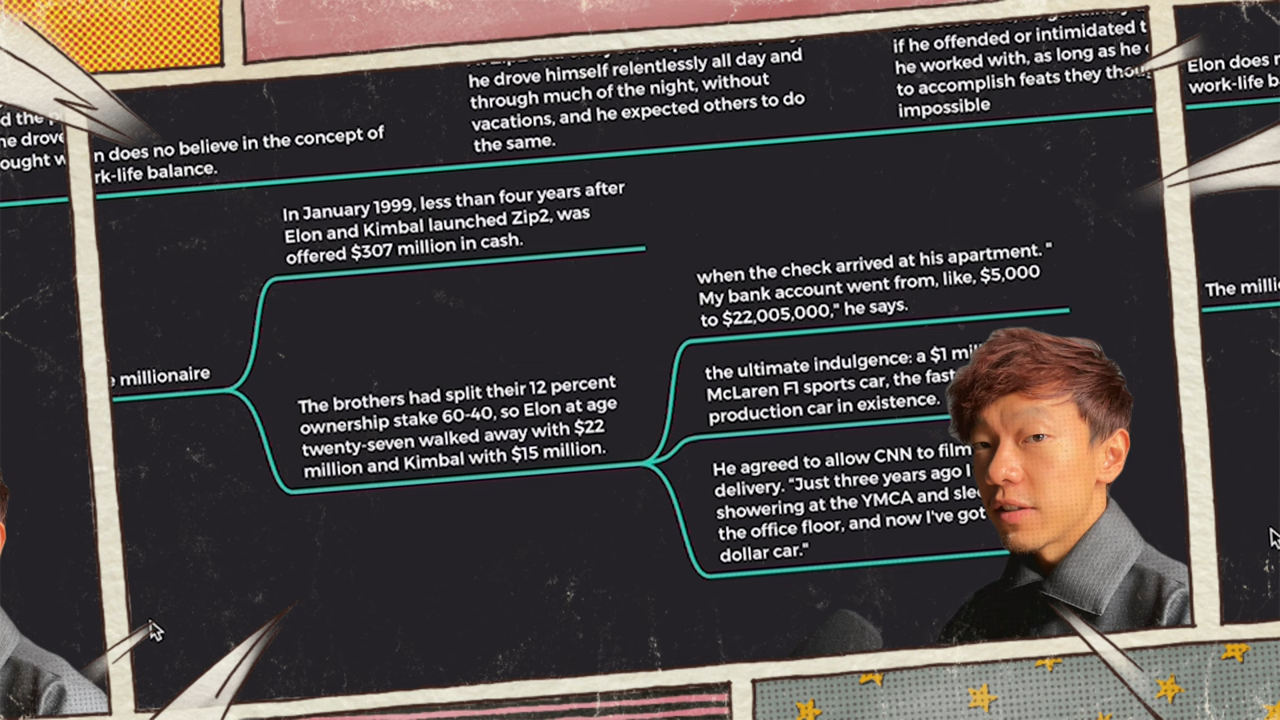 he drove himself relentlessly all day and
through much of the night, without
vacations, and he expected others to do
the same.
if he offended or intimidated
he worked with, as long as he
to accomplish feats they
impossible
Elon does
work-life
does no believe in the concept of
balance.
In January 1999, less than four years after
Elon and Kimbal launched Zip2, was
offered $307 million in cash.
millionaire
The brothers had split their 12 percent
ownership stake 60-40, so Elon at age
twenty-seven walked away with $22
million and Kimbal with $15 million.
when the check arrived at his apartment. "
My bank account went from, like, $5,000
to $22,005,000," he says.
the ultimate indulgence: a $1
McLaren F1 sports car, the
production car in existence.
He agreed to allow CNN to film
delivery. "Just three years ago I
showering at the YMCA and
the office floor, and now I've got
dollar car."
The